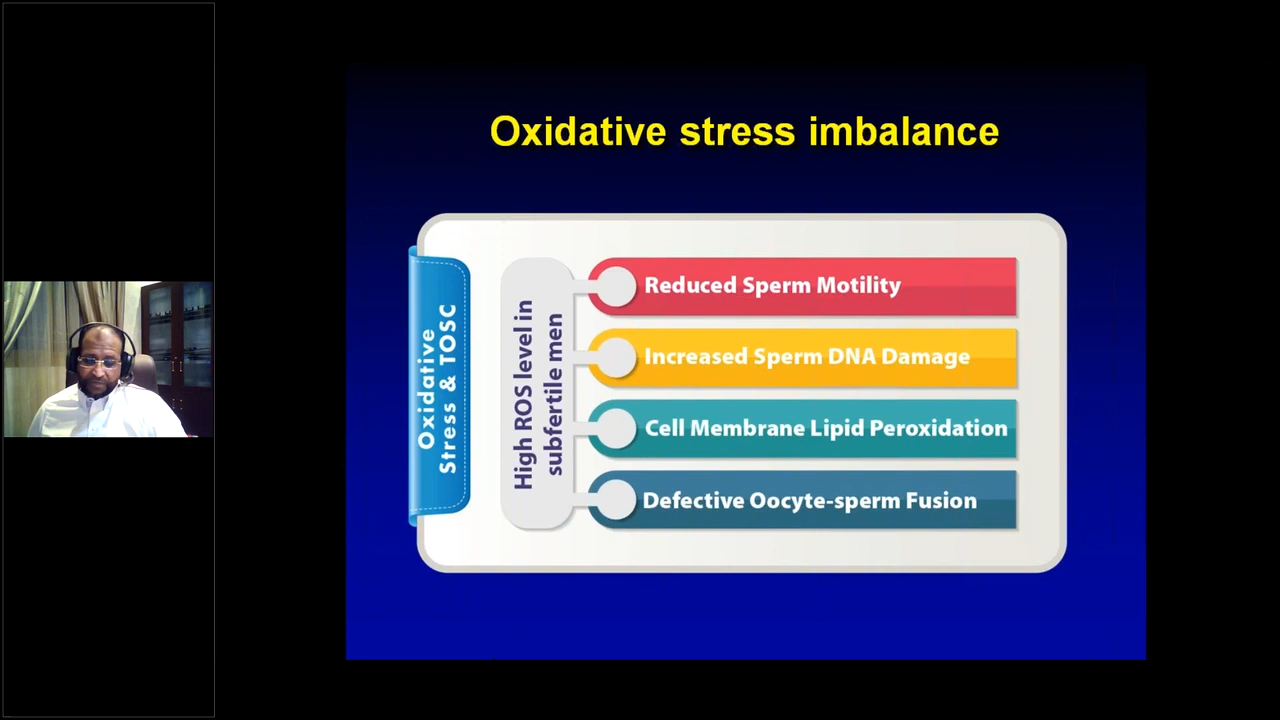 Oxidative stress imbalance
Oxidative
Stress & TOSC
High ROS level in
subfertile men
Reduced Sperm Motility
Increased Sperm DNA Damage
Cell Membrane Lipid Peroxidation
Defective Oocyte-sperm Fusion